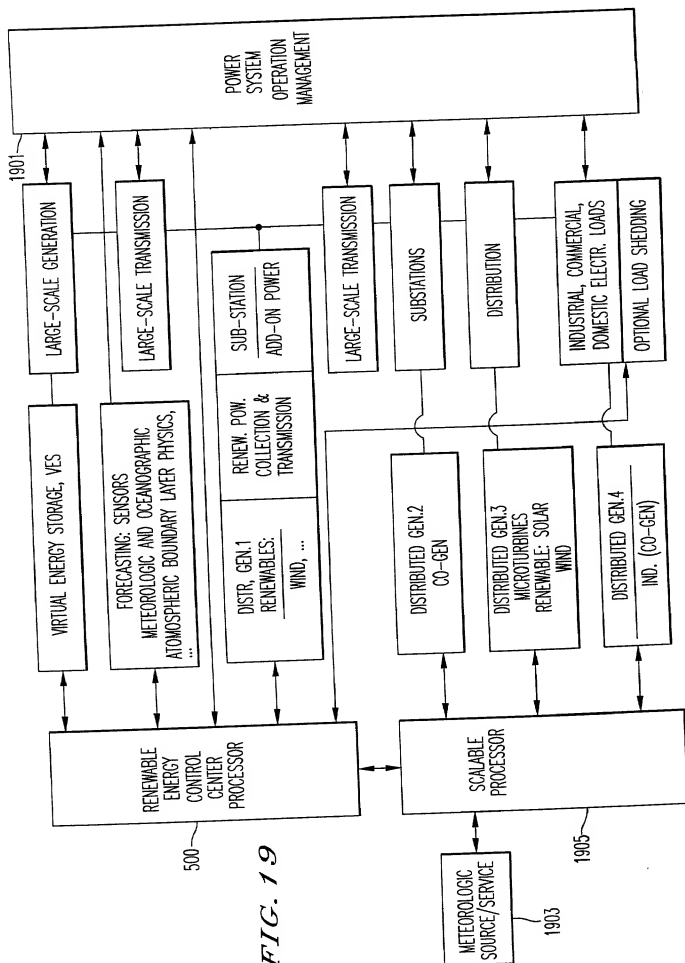 1901
POWER
SYSTEM
OPERATION
MANAGEMENT
LARGE-SCALE GENERATION
LARGE-SCALE TRANSMISSION
SUB-STATION
ADD-ON POWER
LARGE-SCALE TRANSMISSION
SUBSTATIONS
DISTRIBUTION
INDUSTRIAL, COMMERCIAL,
DOMESTIC ELECTR. LOADS
OPTIONAL LOAD SHEDDING
VIRTUAL ENERGY STORAGE, VES
FORECASTING: SENSORS
METEOROLOGIC AND OCEANOGRAPHIC
ATOMOSPHERIC BOUNDARY LAYER PHYSICS,
...
RENEW. POW.
COLLECTION &
TRANSMISSION
DISTR, GEN.1
RENEWABLES:
WIND, ...
DISTRIBUTED GEN.2
CO-GEN
DISTRIBUTED GEN.3
MICROTURBINES
RENEWABLE: SOLAR
WIND
DISTRIBUTED GEN.4
IND. (CO-GEN)
RENEWABLE
ENERGY
CONTROL
CENTER
PROCESSOR
500
SCALABLE
PROCESSOR
1905
METEOROLOGIC
SOURCE/SERVICE
1903
FIG. 19